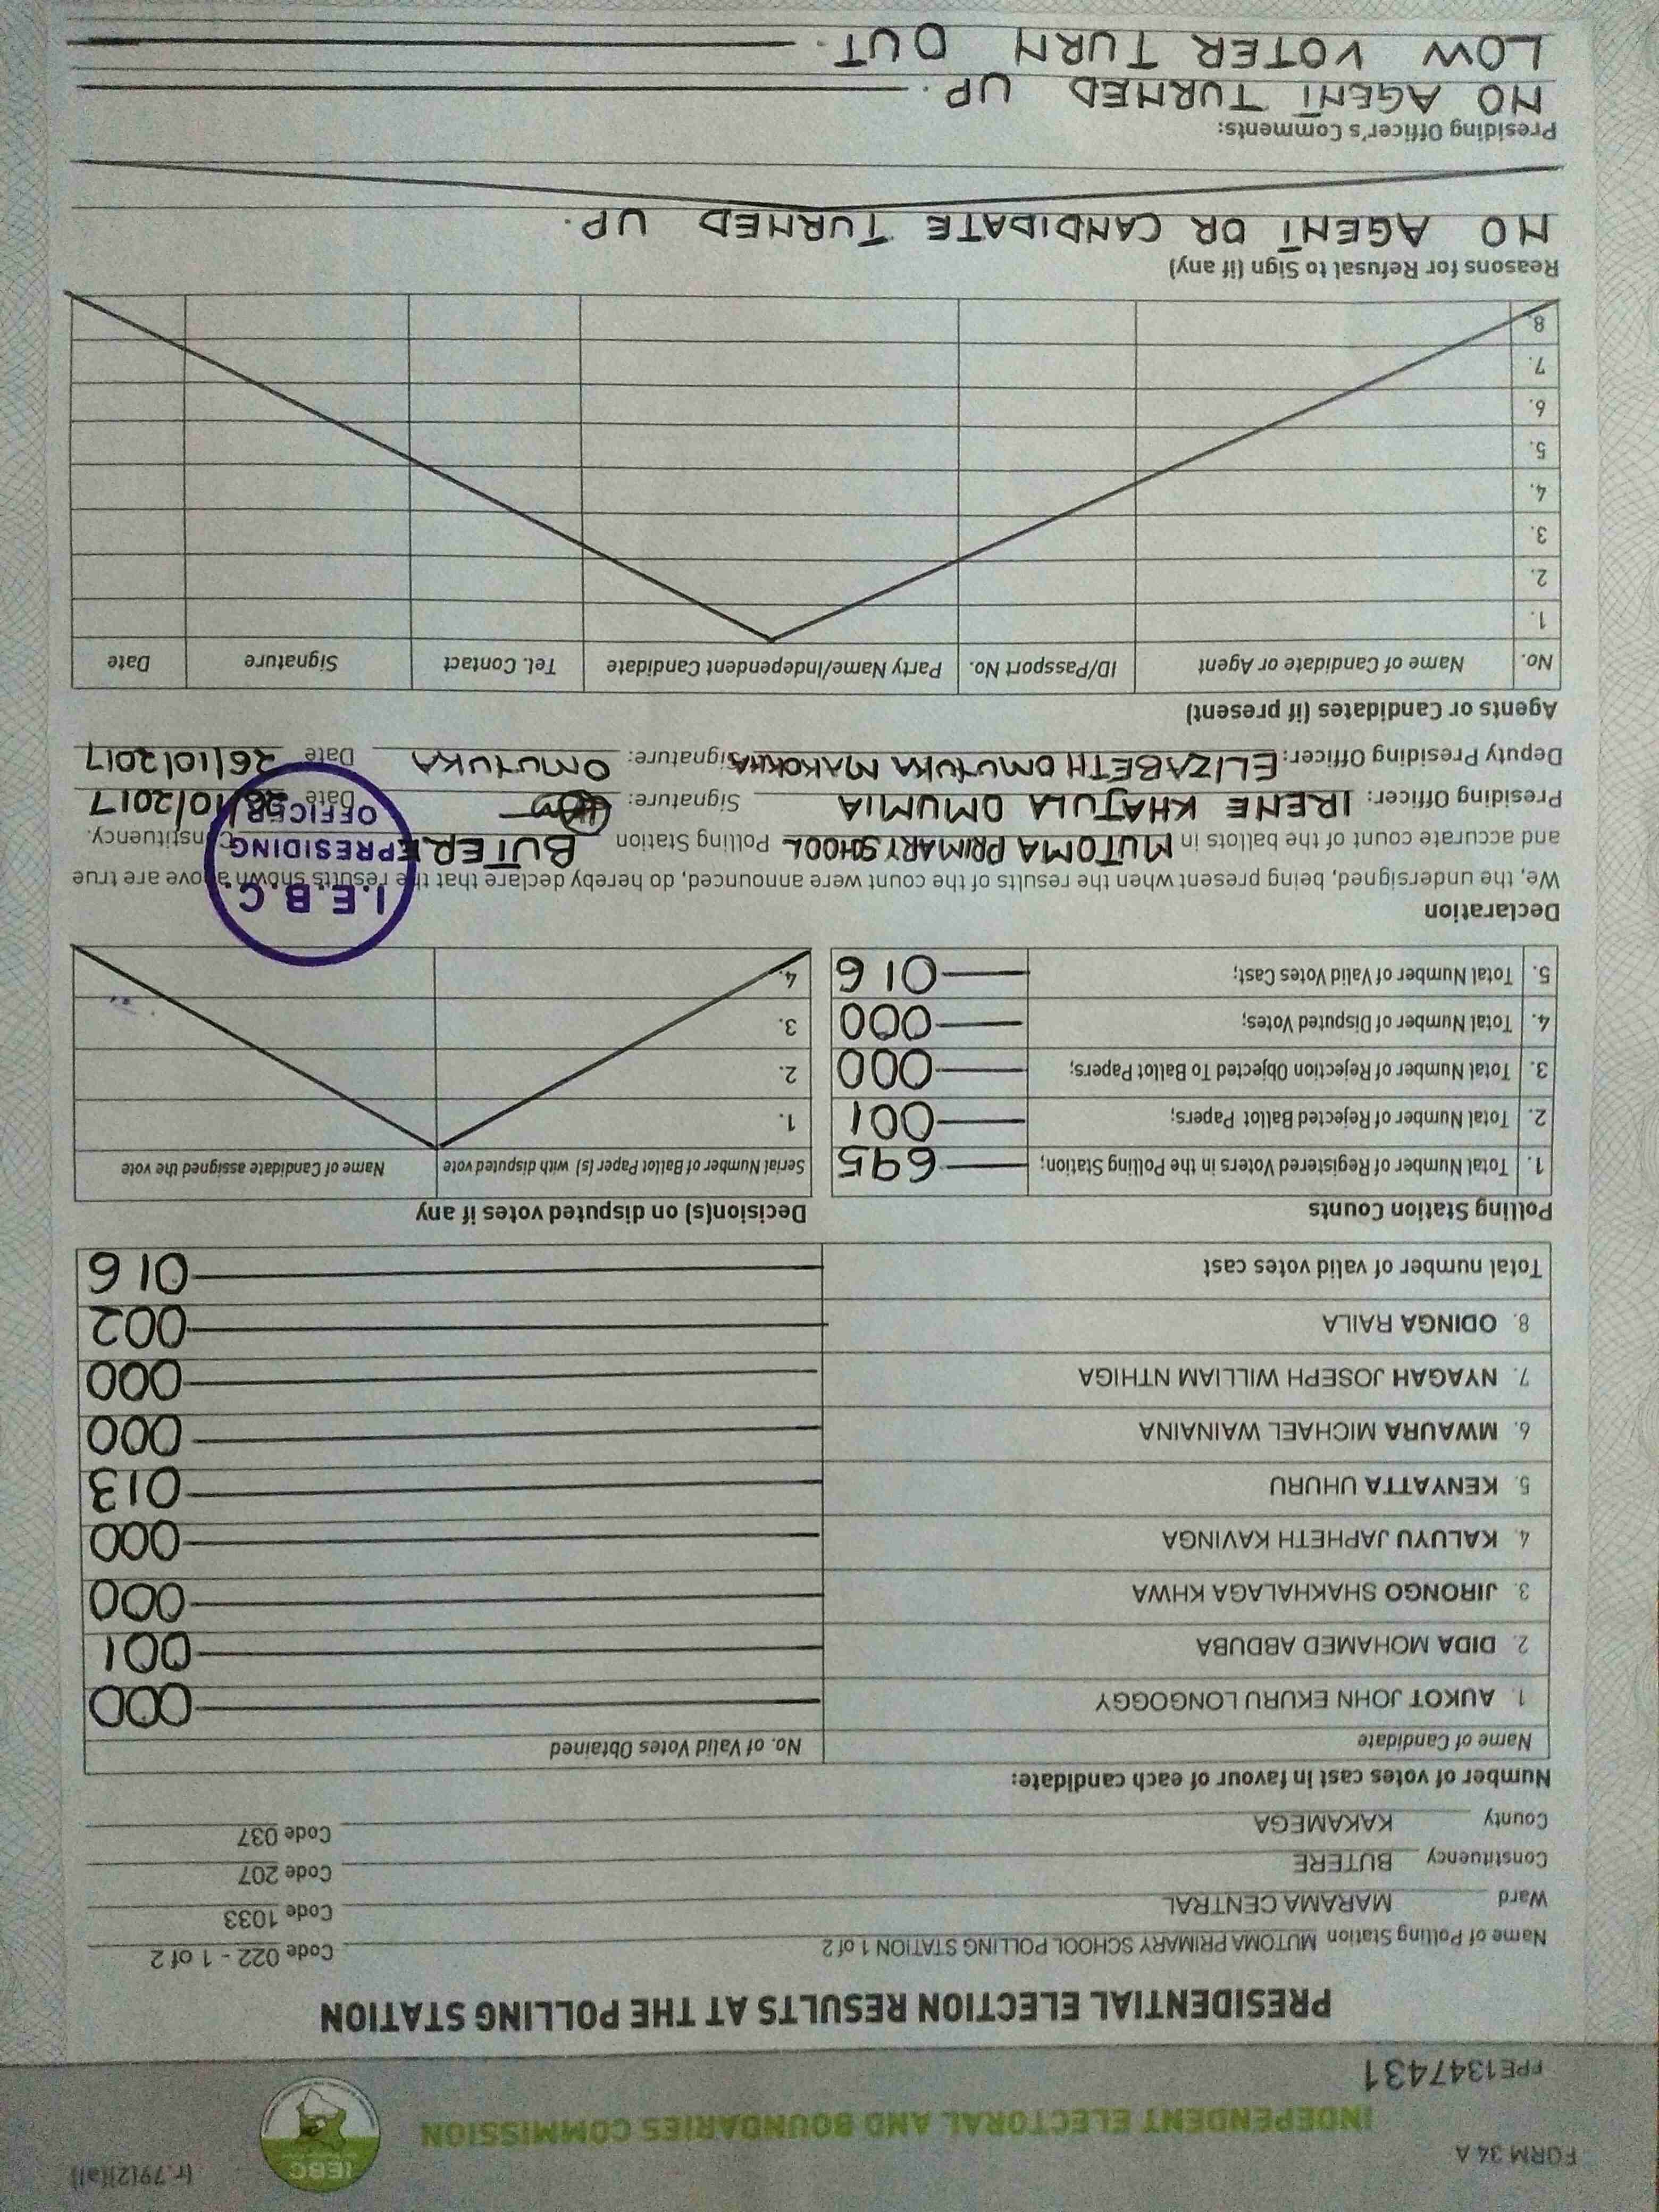 FORM 34 A
(r.79(2)(a))
IEBC
INDEPENDENT ELECTORAL AND BOUNDARIES COMMISSION
PPE1347431
PRESIDENTIAL ELECTION RESULTS AT THE POLLING STATION
Name of Polling Station MUTOMA PRIMARY SCHOOL POLLING STATION 1 of 2 Code 022 - 1 of 2
Ward MARAMA CENTRAL Code 1033
Constituency BUTERE Code 207
County KAKAMEGA Code 037
Number of votes cast in favour of each candidate:
Name of Candidate No. of Valid Votes Obtained
1. AUKOT JOHN EKURU LONGOGGY 000
2. DIDA MOHAMED ABDUBA 001
3. JIRONGO SHAKHALAGA KHWA 000
4. KALUYU JAPHETH KAVINGA 000
5. KENYATTA UHURU 013
6. MWAURA MICHAEL WAINAINA 000
7. NYAGAH JOSEPH WILLIAM NTHIGA 000
8. ODINGA RAILA 002
Total number of valid votes cast 016
Polling Station Counts
1. Total Number of Registered Voters in the Polling Station; 695
2. Total Number of Rejected Ballot Papers; 001
3. Total Number of Rejection Objected To Ballot Papers; 000
4. Total Number of Disputed Votes; 000
5. Total Number of Valid Votes Cast; 016
Decision(s) on disputed votes if any
Serial Number of Ballot Paper (s) with disputed vote Name of Candidate assigned the vote
1.
2.
3.
4.
Declaration
We, the undersigned, being present when the results of the count were announced, do hereby declare that the results shown above are true
and accurate count of the ballots in MUTOMA PRIMARY SCHOOL Polling Station BUTERE Constituency.
Presiding Officer: IRENE KHATULA OMUMIA Signature: Date 26/10/2017
Deputy Presiding Officer: ELIZABETH OMUTUKA MAKOKHA Signature: OMUTUKA Date 26/10/2017
I.E.B.C.
PRESIDING
OFFICER
Agents or Candidates (if present)
No. Name of Candidate or Agent ID/Passport No. Party Name/Independent Candidate Tel. Contact Signature Date
1.
2.
3.
4.
5.
6.
7.
8.
Reasons for Refusal to Sign (if any)
NO AGENT OR CANDIDATE TURNED UP.
Presiding Officer's Comments:
NO AGENT TURNED UP.
LOW VOTER TURN OUT.